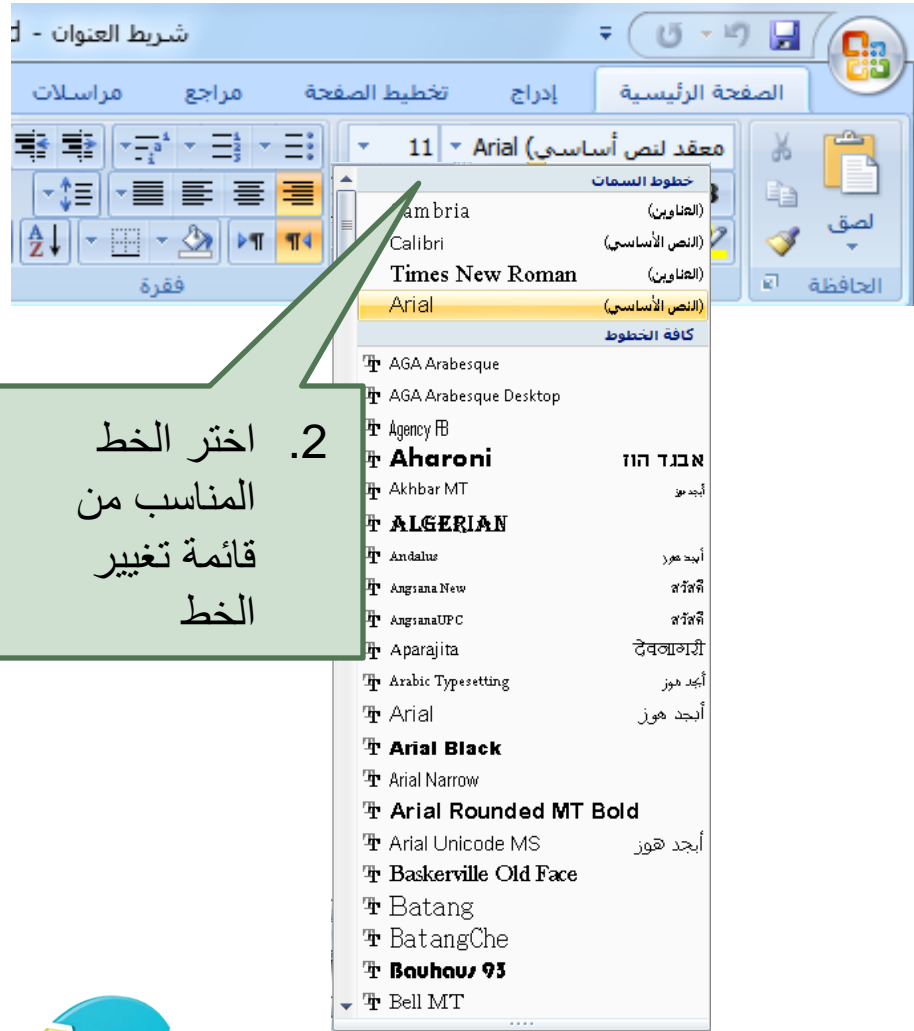 شريط العنوان - d
الصفحة الرئيسية إدراج تخطيط الصفحة مراجع مراسلات
معقد لنص أساسي) Arial 11
لصق
الحافظة
فقرة
خطوط السمات
Cambria (العناوين)
Calibri (النص الأساسي)
Times New Roman (العناوين)
Arial (النص الأساسي)
كافة الخطوط
AGA Arabesque
AGA Arabesque Desktop
Agency FB
Aharoni אבגד הוז
Akhbar MT أبجد هوز
ALGERIAN
Andalus أبجد هوز
Angsana New สวัสดี
AngsanaUPC สวัสดี
Aparajita देवनागरी
Arabic Typesetting أبجد هوز
Arial أبجد هوز
Arial Black
Arial Narrow
Arial Rounded MT Bold
Arial Unicode MS أبجد هوز
Baskerville Old Face
Batang
BatangChe
Bauhaus 93
Bell MT
2. اختر الخط
المناسب من
قائمة تغيير
الخط